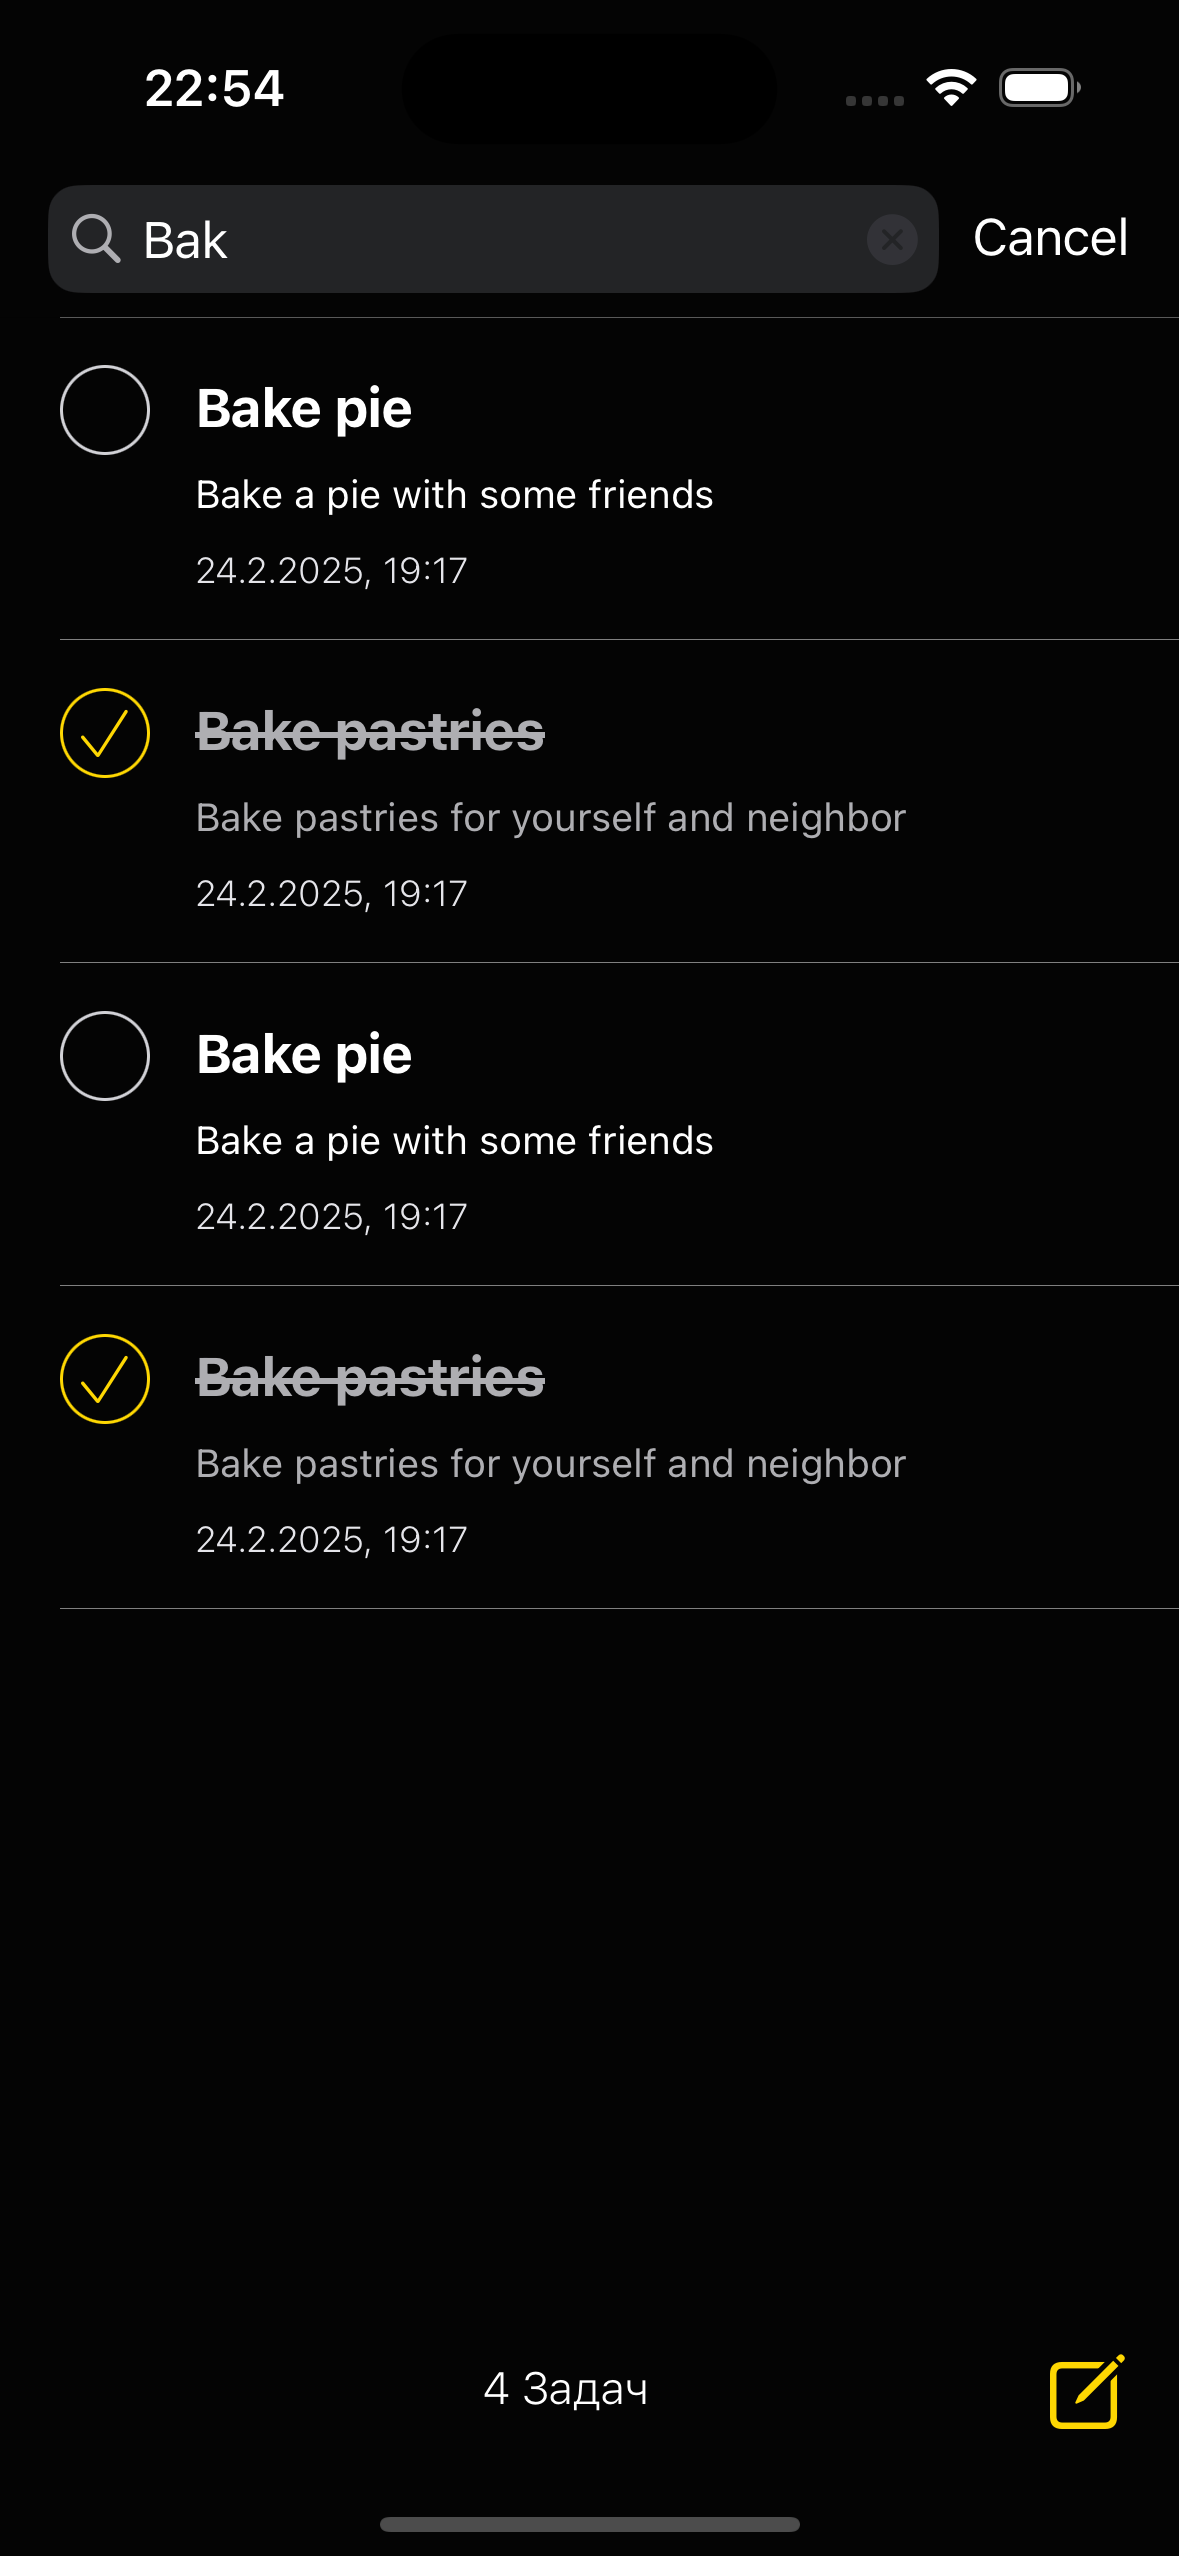 22:54
Bak
Cancel
Bake pie
Bake a pie with some friends
24.2.2025, 19:17
Bake pastries
Bake pastries for yourself and neighbor
24.2.2025, 19:17
Bake pie
Bake a pie with some friends
24.2.2025, 19:17
Bake pastries
Bake pastries for yourself and neighbor
24.2.2025, 19:17
4 Задач